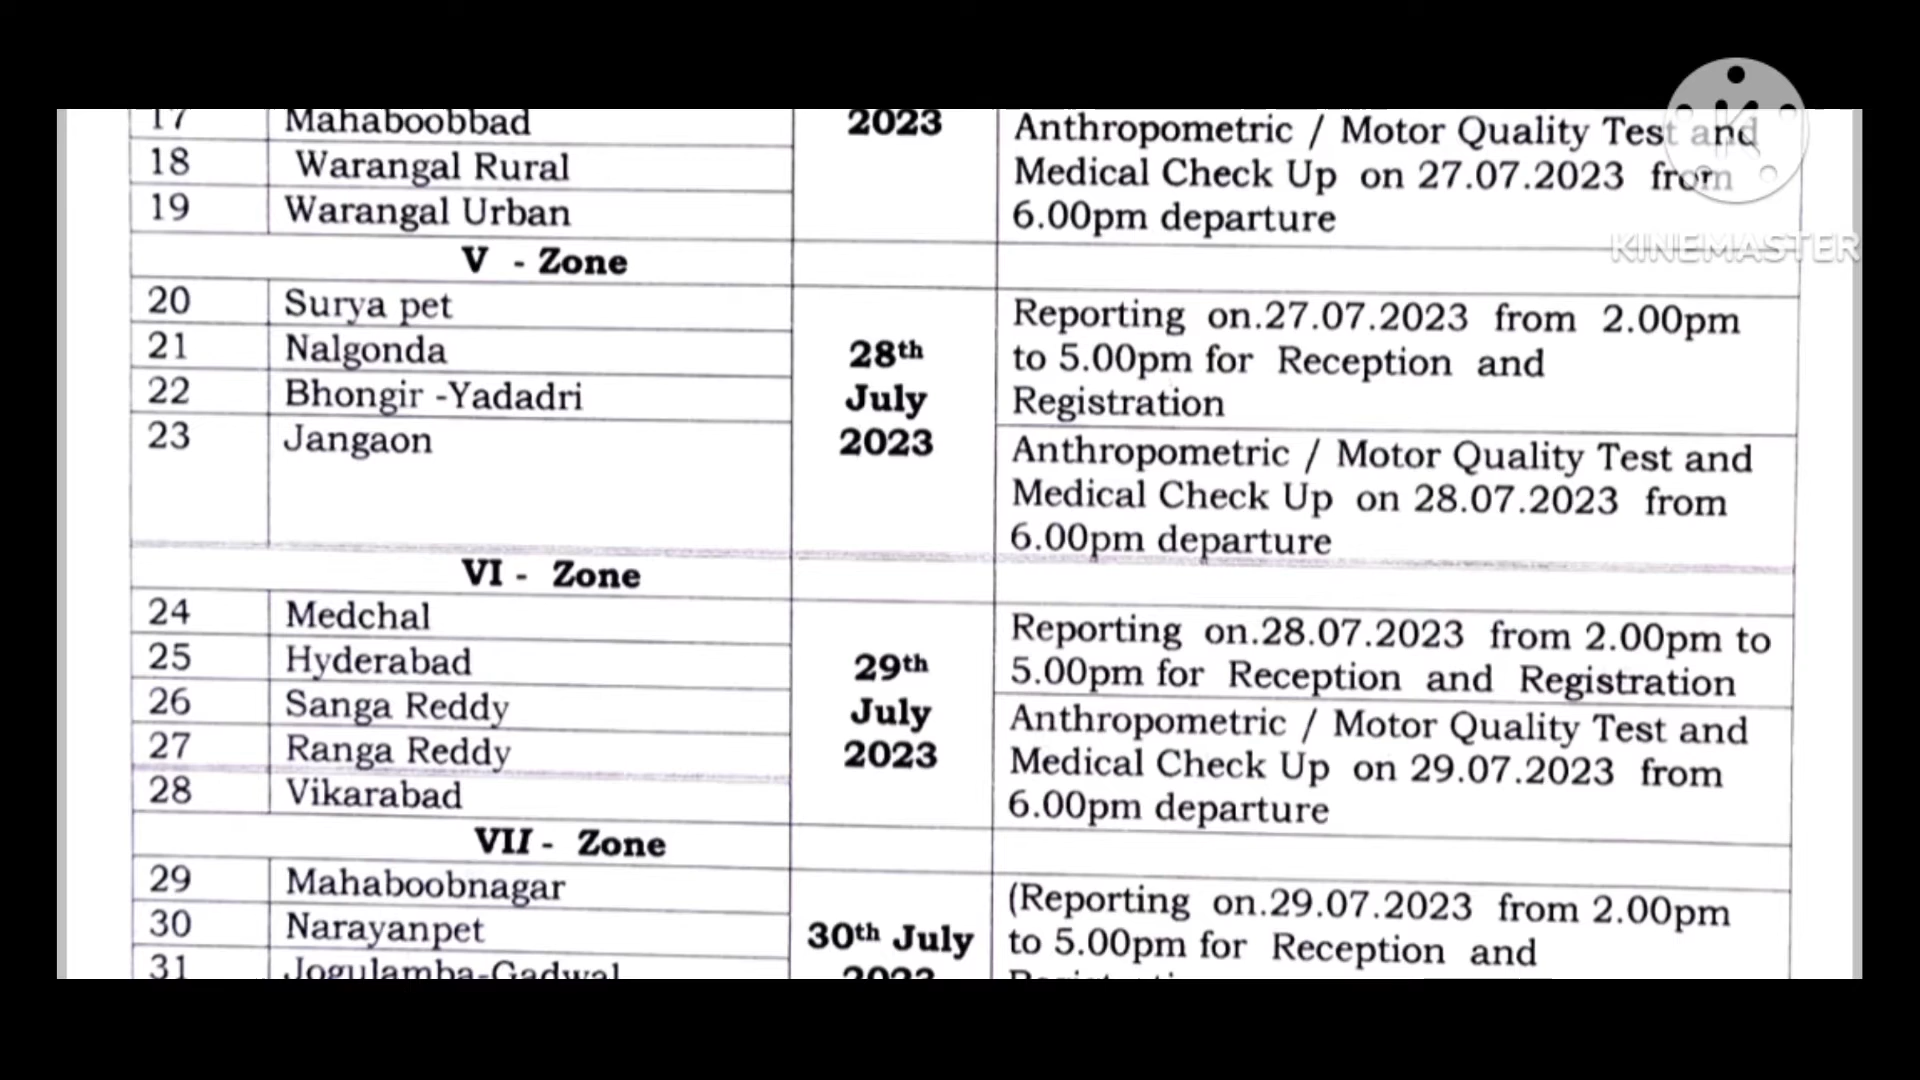 17 Mahaboobbad 2023 Anthropometric / Motor Quality Test and
18 Warangal Rural Medical Check Up on 27.07.2023 from
19 Warangal Urban 6.00pm departure
KINEMASTER
V - Zone
20 Surya pet Reporting on.27.07.2023 from 2.00pm
21 Nalgonda 28th to 5.00pm for Reception and
22 Bhongir -Yadadri July Registration
23 Jangaon 2023 Anthropometric / Motor Quality Test and
Medical Check Up on 28.07.2023 from
6.00pm departure
VI - Zone
24 Medchal Reporting on.28.07.2023 from 2.00pm to
25 Hyderabad 29th 5.00pm for Reception and Registration
26 Sanga Reddy July Anthropometric / Motor Quality Test and
27 Ranga Reddy 2023 Medical Check Up on 29.07.2023 from
28 Vikarabad 6.00pm departure
VII - Zone
29 Mahaboobnagar (Reporting on.29.07.2023 from 2.00pm
30 Narayanpet 30th July to 5.00pm for Reception and
31 Jogulamba-Gadwal 2023